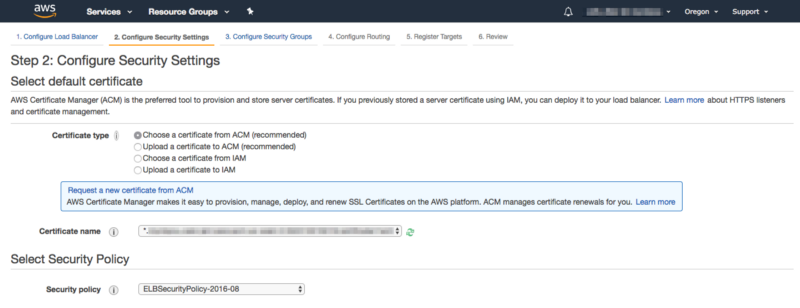 aws Services Resource Groups Oregon Support
1. Configure Load Balancer 2. Configure Security Settings 3. Configure Security Groups 4. Configure Routing 5. Register Targets 6. Review
Step 2: Configure Security Settings
Select default certificate
AWS Certificate Manager (ACM) is the preferred tool to provision and store server certificates. If you previously stored a server certificate using IAM, you can deploy it to your load balancer. Learn more about HTTPS listeners
and certificate management.
Certificate type i Choose a certificate from ACM (recommended)
Upload a certificate to ACM (recommended)
Choose a certificate from IAM
Upload a certificate to IAM
Request a new certificate from ACM
AWS Certificate Manager makes it easy to provision, manage, deploy, and renew SSL Certificates on the AWS platform. ACM manages certificate renewals for you. Learn more
Certificate name i *.
Select Security Policy
Security policy i ELBSecurityPolicy-2016-08